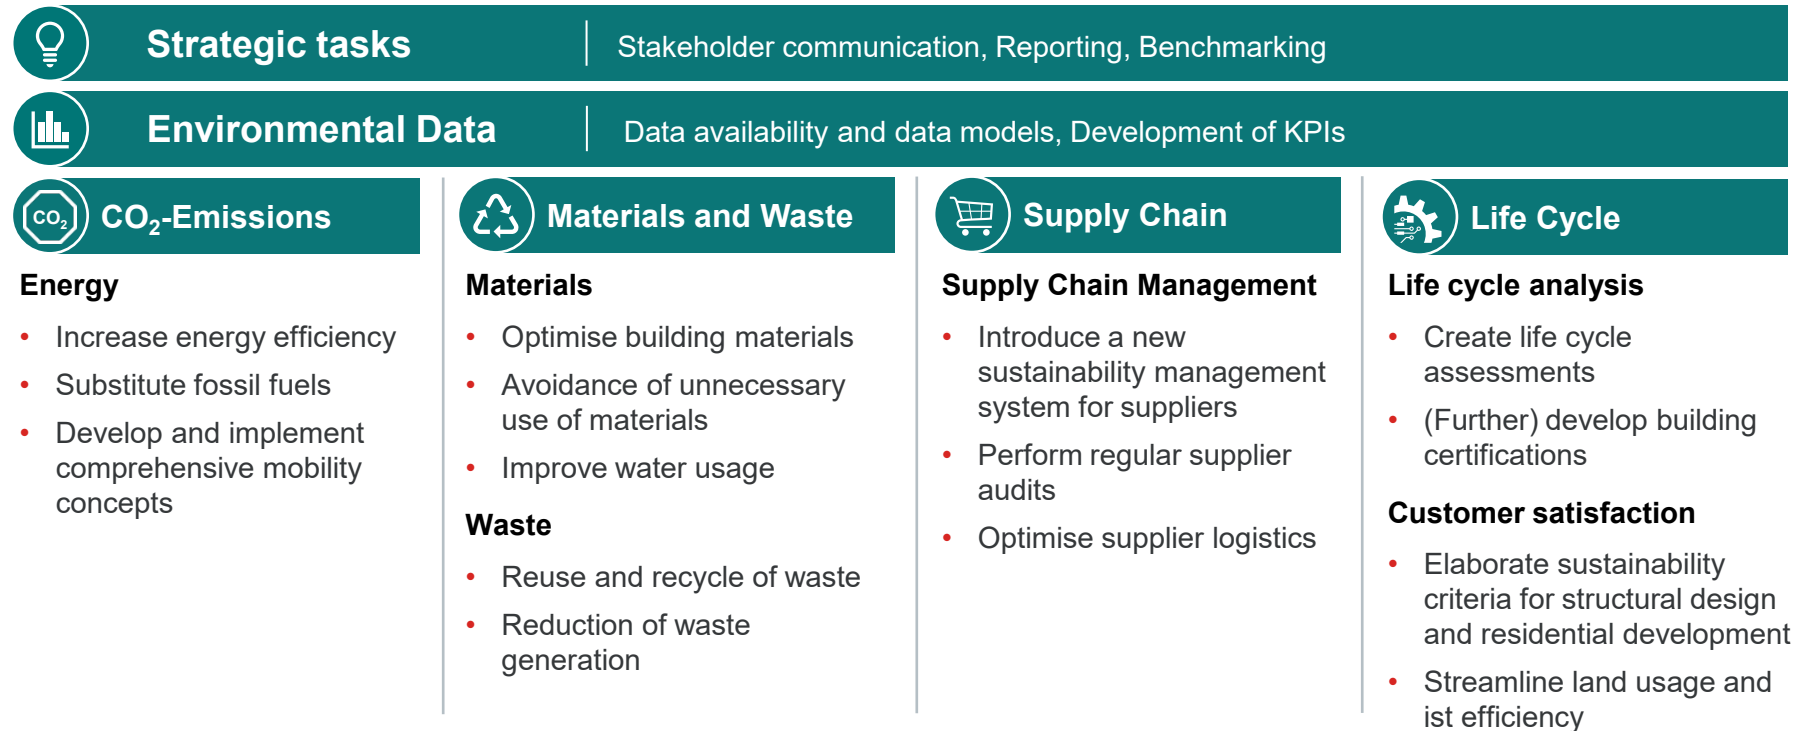 Strategic tasks
Stakeholder communication, Reporting, Benchmarking
Environmental Data
Data availability and data models, Development of KPIs
CO₂
CO₂-Emissions
Energy
• Increase energy efficiency
• Substitute fossil fuels
• Develop and implement
comprehensive mobility
concepts
Materials and Waste
Materials
• Optimise building materials
• Avoidance of unnecessary
use of materials
• Improve water usage
Waste
• Reuse and recycle of waste
• Reduction of waste
generation
Supply Chain
Supply Chain Management
• Introduce a new
sustainability management
system for suppliers
• Perform regular supplier
audits
• Optimise supplier logistics
Life Cycle
Life cycle analysis
• Create life cycle
assessments
• (Further) develop building
certifications
Customer satisfaction
• Elaborate sustainability
criteria for structural design
and residential development
• Streamline land usage and
ist efficiency